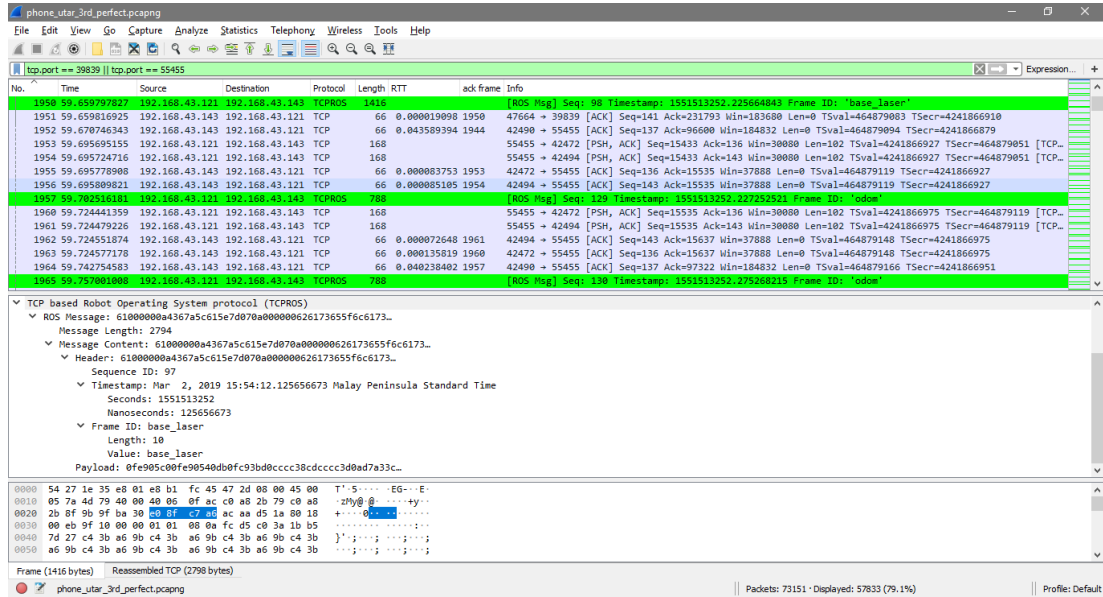 phone_utar_3rd_perfect.pcapng
File Edit View Go Capture Analyze Statistics Telephony Wireless Tools Help
tcp.port == 39839 || tcp.port == 55455 Expression... +
No. Time Source Destination Protocol Length RTT ack frame Info
1950 59.659797827 192.168.43.121 192.168.43.143 TCPROS 1416 [ROS Msg] Seq: 98 Timestamp: 1551513252.225664843 Frame ID: 'base_laser'
1951 59.659816925 192.168.43.143 192.168.43.121 TCP 66 0.000019098 1950 47664 → 39839 [ACK] Seq=141 Ack=231793 Win=183680 Len=0 TSval=464879083 TSecr=4241866910
1952 59.670746343 192.168.43.143 192.168.43.121 TCP 66 0.043589394 1944 42490 → 55455 [ACK] Seq=137 Ack=96600 Win=184832 Len=0 TSval=464879094 TSecr=4241866879
1953 59.695695155 192.168.43.121 192.168.43.143 TCP 168 55455 → 42472 [PSH, ACK] Seq=15433 Ack=136 Win=30080 Len=102 TSval=4241866927 TSecr=464879051 [TCP…
1954 59.695724716 192.168.43.121 192.168.43.143 TCP 168 55455 → 42494 [PSH, ACK] Seq=15433 Ack=143 Win=30080 Len=102 TSval=4241866927 TSecr=464879051 [TCP…
1955 59.695778908 192.168.43.143 192.168.43.121 TCP 66 0.000083753 1953 42472 → 55455 [ACK] Seq=136 Ack=15535 Win=37888 Len=0 TSval=464879119 TSecr=4241866927
1956 59.695809821 192.168.43.143 192.168.43.121 TCP 66 0.000085105 1954 42494 → 55455 [ACK] Seq=143 Ack=15535 Win=37888 Len=0 TSval=464879119 TSecr=4241866927
1957 59.702516181 192.168.43.121 192.168.43.143 TCPROS 788 [ROS Msg] Seq: 129 Timestamp: 1551513252.227252521 Frame ID: 'odom'
1960 59.724441359 192.168.43.121 192.168.43.143 TCP 168 55455 → 42472 [PSH, ACK] Seq=15535 Ack=136 Win=30080 Len=102 TSval=4241866975 TSecr=464879119 [TCP…
1961 59.724479226 192.168.43.121 192.168.43.143 TCP 168 55455 → 42494 [PSH, ACK] Seq=15535 Ack=143 Win=30080 Len=102 TSval=4241866975 TSecr=464879119 [TCP…
1962 59.724551874 192.168.43.143 192.168.43.121 TCP 66 0.000072648 1961 42494 → 55455 [ACK] Seq=143 Ack=15637 Win=37888 Len=0 TSval=464879148 TSecr=4241866975
1963 59.724577178 192.168.43.143 192.168.43.121 TCP 66 0.000135819 1960 42472 → 55455 [ACK] Seq=136 Ack=15637 Win=37888 Len=0 TSval=464879148 TSecr=4241866975
1964 59.742754583 192.168.43.143 192.168.43.121 TCP 66 0.040238402 1957 42490 → 55455 [ACK] Seq=137 Ack=97322 Win=184832 Len=0 TSval=464879166 TSecr=4241866951
1965 59.757001008 192.168.43.121 192.168.43.143 TCPROS 788 [ROS Msg] Seq: 130 Timestamp: 1551513252.275268215 Frame ID: 'odom'
TCP based Robot Operating System protocol (TCPROS)
ROS Message: 61000000a4367a5c615e7d070a000000626173655f6c6173…
Message Length: 2794
Message Content: 61000000a4367a5c615e7d070a000000626173655f6c6173…
Header: 61000000a4367a5c615e7d070a000000626173655f6c6173…
Sequence ID: 97
Timestamp: Mar 2, 2019 15:54:12.125656673 Malay Peninsula Standard Time
Seconds: 1551513252
Nanoseconds: 125656673
Frame ID: base_laser
Length: 10
Value: base_laser
Payload: 0fe905c00fe90540db0fc93bd0cccc38cdcccc3d0ad7a33c…
0000 54 27 1e 35 e8 01 e8 b1 fc 45 47 2d 08 00 45 00 T'·5···· ·EG-··E·
0010 05 7a 4d 79 40 00 40 06 0f ac c0 a8 2b 79 c0 a8 ·zMy@·@· ····+y··
0020 2b 8f 9b 9f ba 30 e0 8f c7 a6 ac aa d5 1a 80 18 +····0·· ········
0030 00 eb 9f 10 00 00 01 01 08 0a fc d5 c0 3a 1b b5 ········ ·····:··
0040 7d 27 c4 3b a6 9b c4 3b a6 9b c4 3b a6 9b c4 3b }'·;···; ···;···;
0050 a6 9b c4 3b a6 9b c4 3b a6 9b c4 3b a6 9b c4 3b ···;···; ···;···;
Frame (1416 bytes) Reassembled TCP (2798 bytes)
phone_utar_3rd_perfect.pcapng Packets: 73151 · Displayed: 57833 (79.1%) Profile: Default